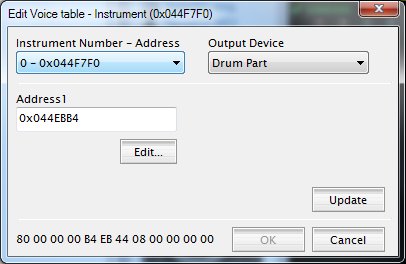 Edit Voice table - Instrument (0x044F7F0)
Instrument Number - Address Output Device
0 - 0x044F7F0 Drum Part
Address1
0x044EBB4
Edit...
Update
80 00 00 00 B4 EB 44 08 00 00 00 00 OK Cancel